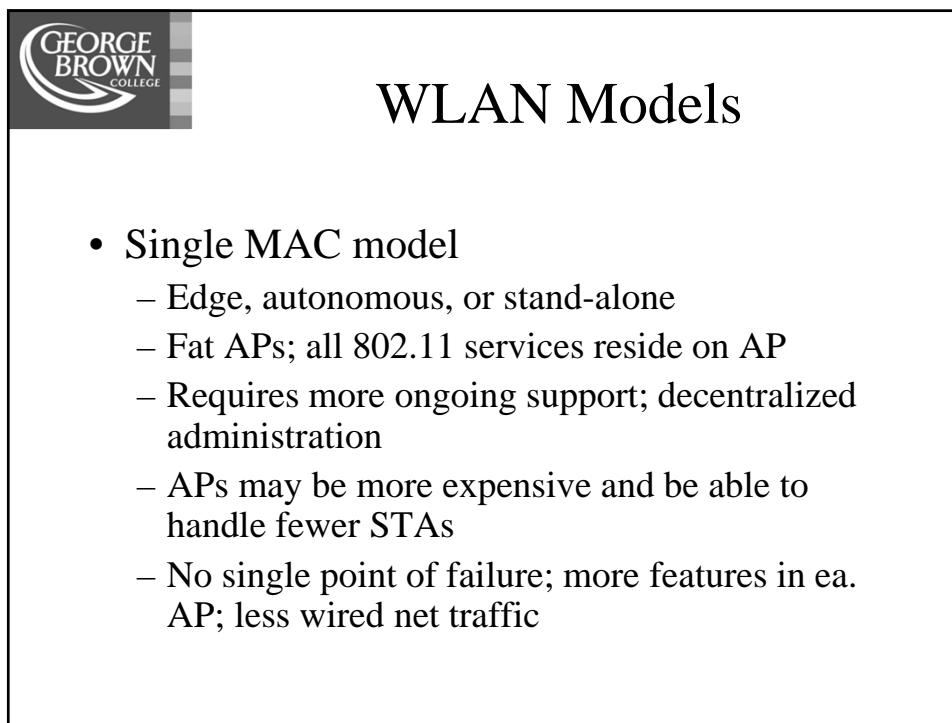 GEORGE
BROWN
COLLEGE
WLAN Models
• Single MAC model
– Edge, autonomous, or stand-alone
– Fat APs; all 802.11 services reside on AP
– Requires more ongoing support; decentralized
administration
– APs may be more expensive and be able to
handle fewer STAs
– No single point of failure; more features in ea.
AP; less wired net traffic